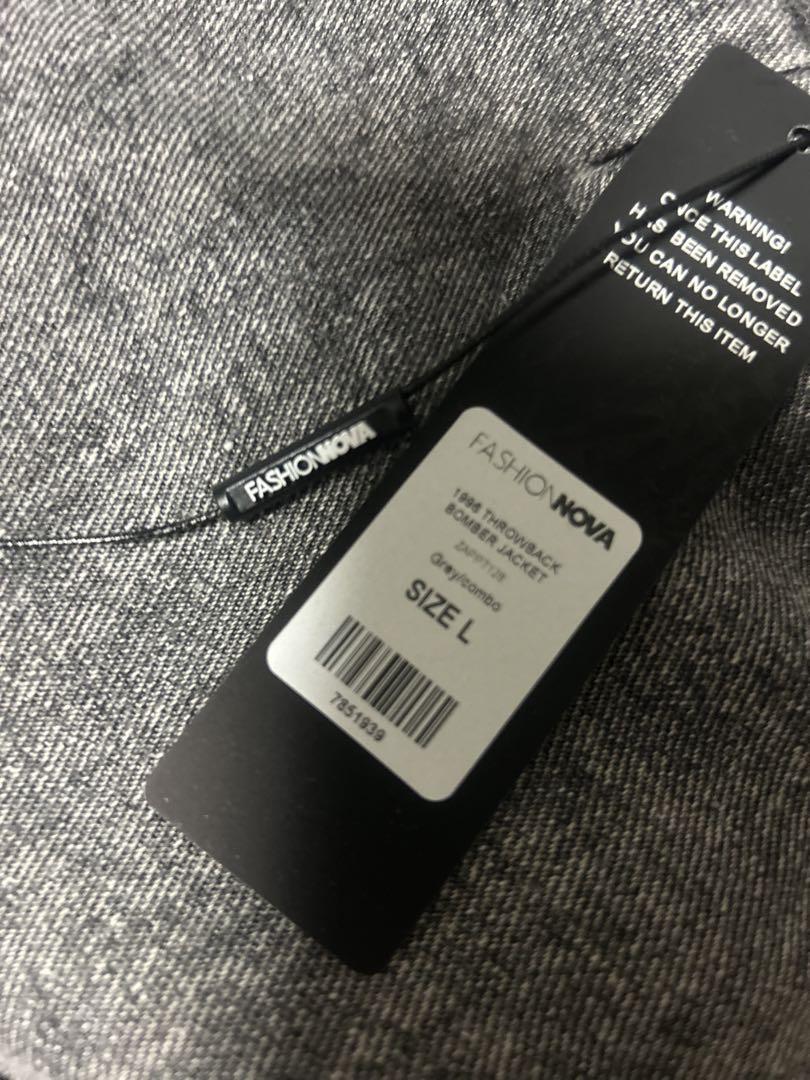 WARNING!
ONCE THIS LABEL
HAS BEEN REMOVED
YOU CAN NO LONGER
RETURN THIS ITEM
FASHIONNOVA
FASHIONNOVA
1996 THROWBACK
BOMBER JACKET
Grey/combo
SIZE L
7851939